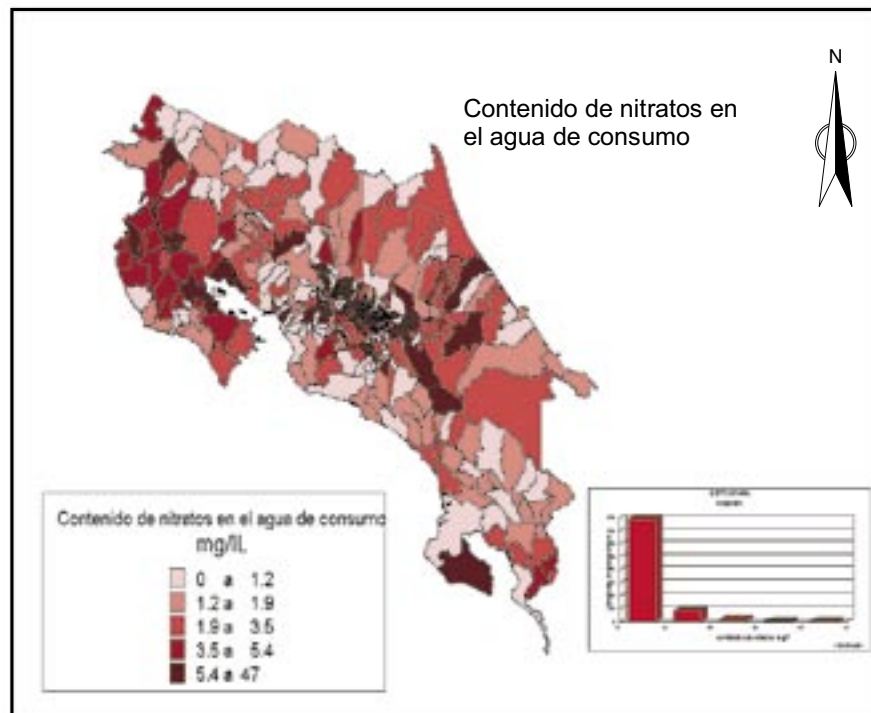 Contenido de nitratos en
el agua de consumo
N
Contenido de nitratos en el agua de consumo
mg/lL
0 a 1.2
1.2 a 1.9
1.9 a 3.5
3.5 a 5.4
5.4 a 47